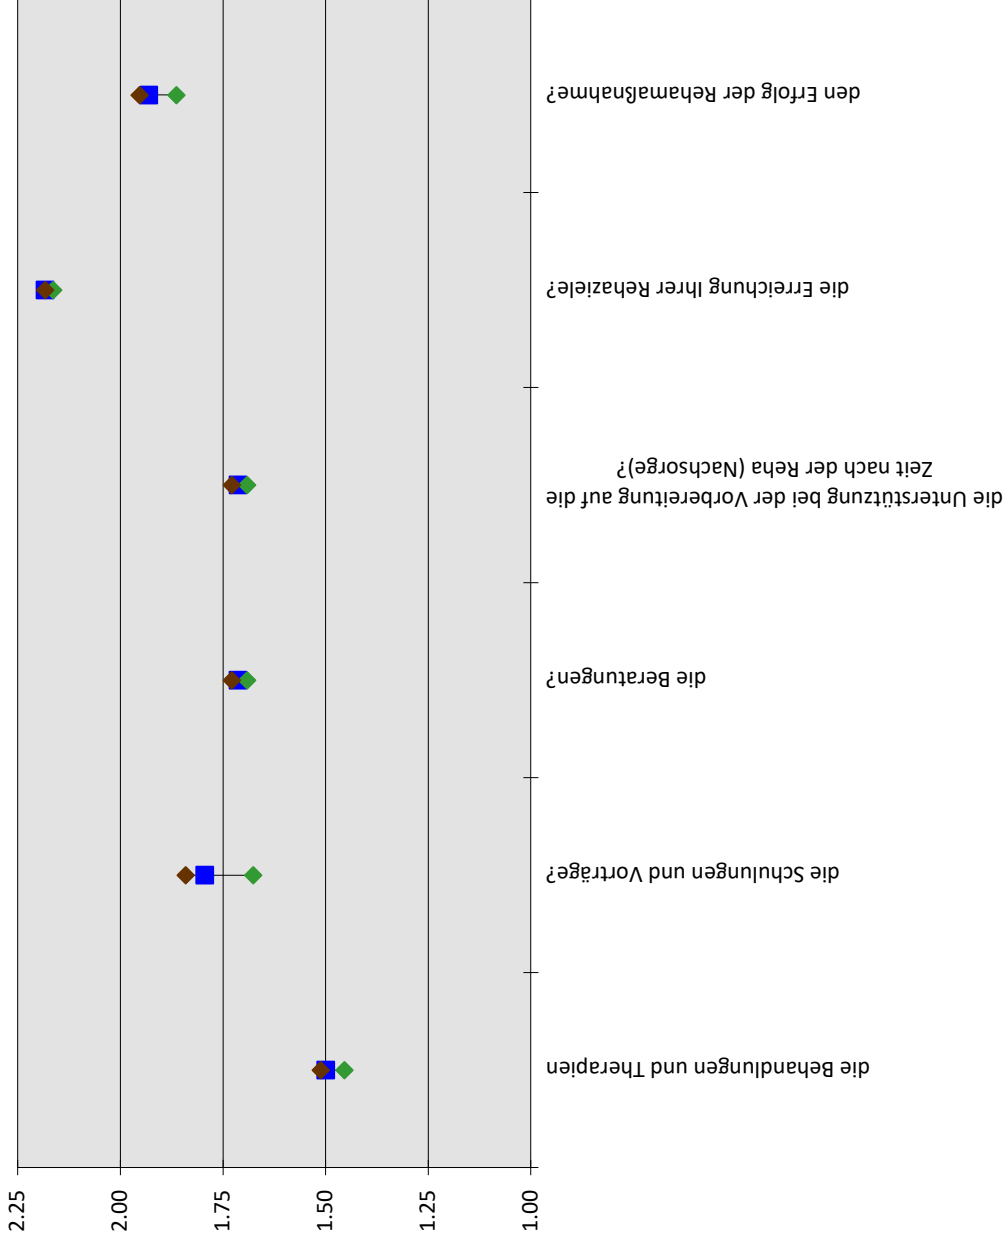 den Erfolg der Rehamaßnahme?
die Erreichung Ihrer Rehaziele?
die Unterstützung bei der Vorbereitung auf die
Zeit nach der Reha (Nachsorge)?
die Beratungen?
die Schulungen und Vorträge?
die Behandlungen und Therapien
2.25
2.00
1.75
1.50
1.25
1.00